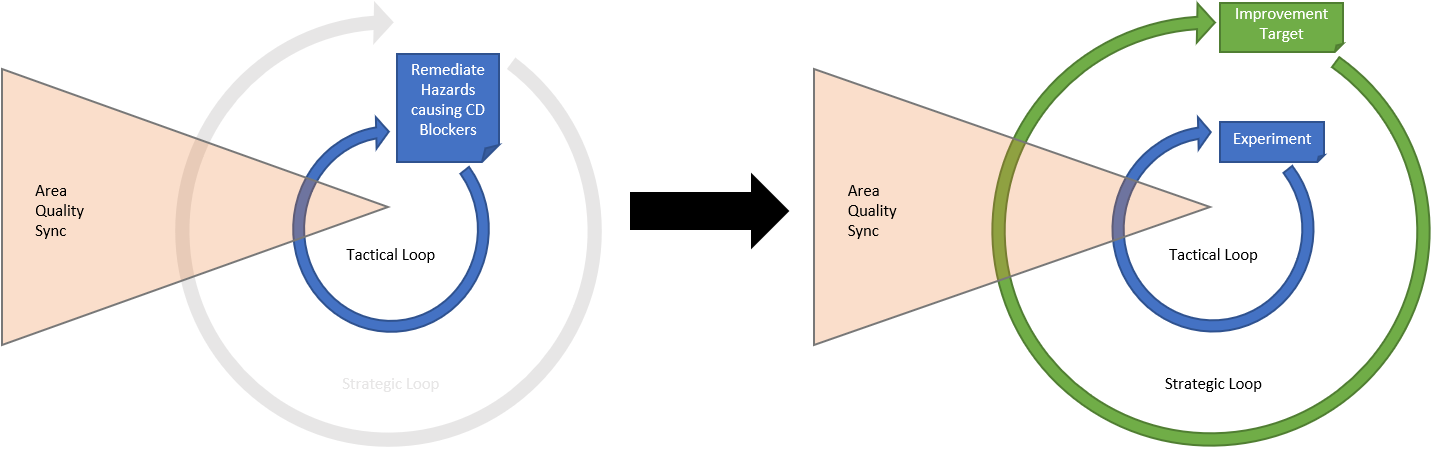 Remediate
Hazards
causing CD
Blockers
Area
Quality
Sync
Tactical Loop
Strategic Loop
Improvement
Target
Experiment
Area
Quality
Sync
Tactical Loop
Strategic Loop